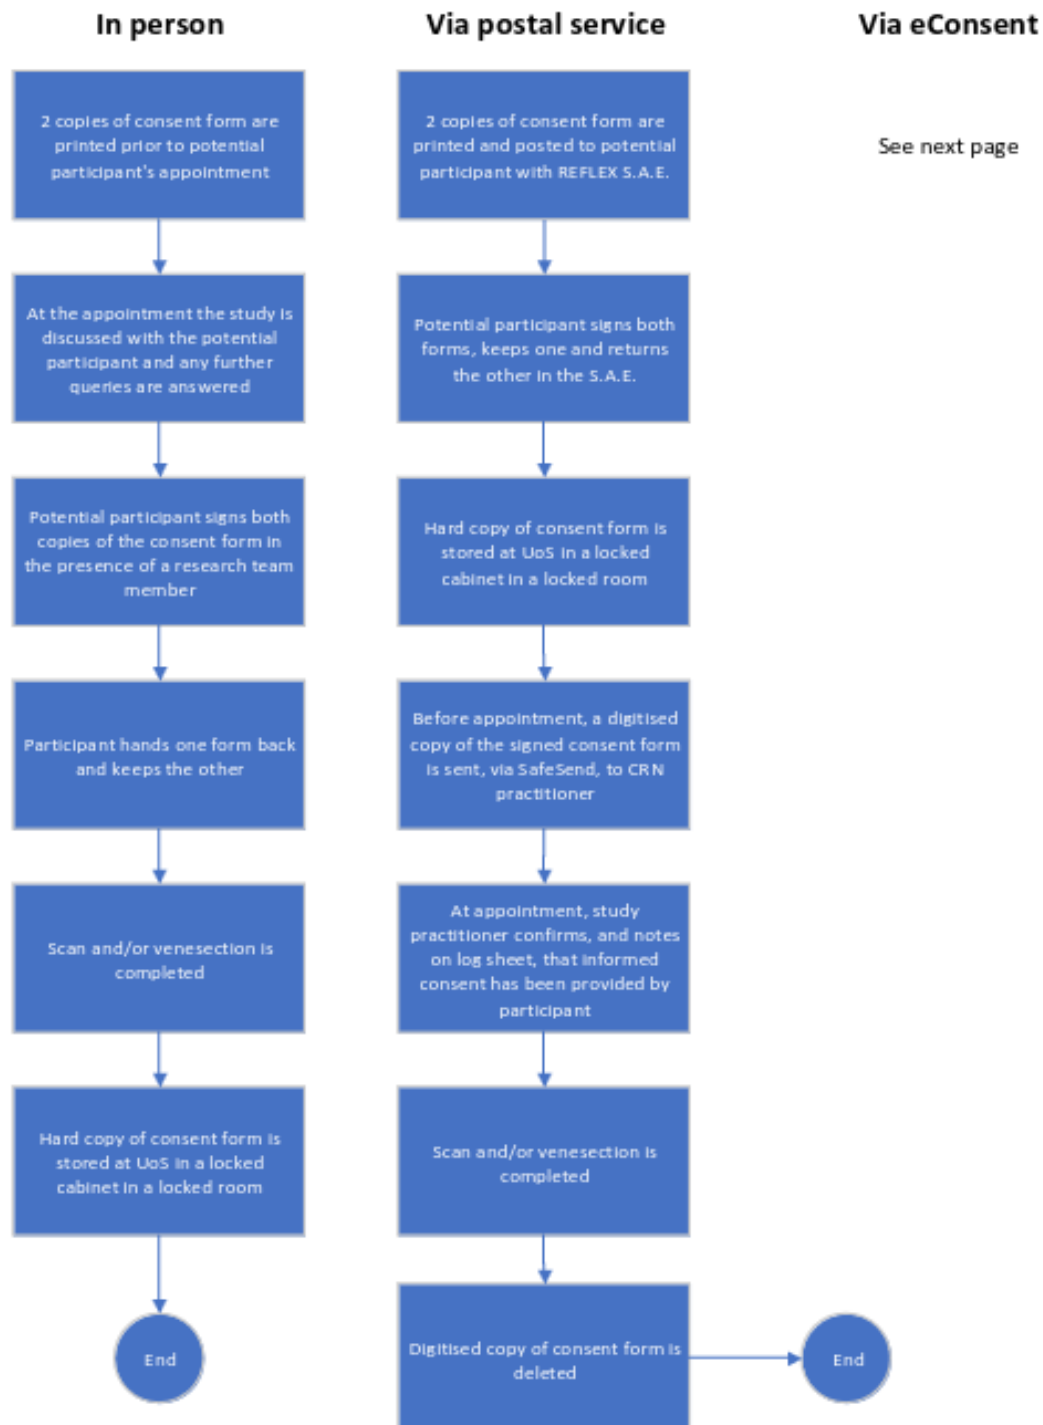 In person
2 copies of consent form are
printed prior to potential
participant's appointment
At the appointment the study is
discussed with the potential
participant and any further
queries are answered
Potential participant signs both
copies of the consent form in
the presence of a research team
member
Participant hands one form back
and keeps the other
Scan and/or venesection is
completed
Hard copy of consent form is
stored at UoS in a locked
cabinet in a locked room
End
Via postal service
2 copies of consent form are
printed and posted to potential
participant with REFLEX S.A.E.
Potential participant signs both
forms, keeps one and returns
the other in the S.A.E.
Hard copy of consent form is
stored at UoS in a locked
cabinet in a locked room
Before appointment, a digitised
copy of the signed consent form
is sent, via SafeSend, to CRN
practitioner
At appointment, study
practitioner confirms, and notes
on log sheet, that informed
consent has been provided by
participant
Scan and/or venesection is
completed
Digitised copy of consent form is
deleted
End
Via eConsent
See next page